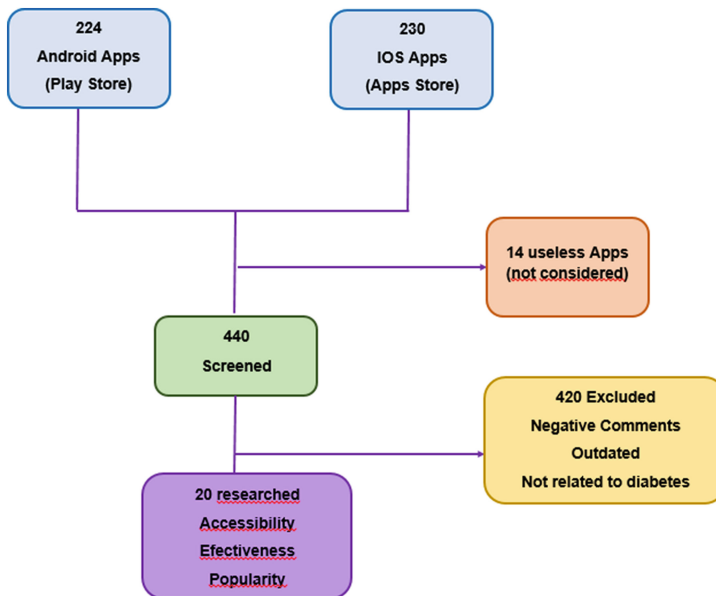 224
Android Apps
(Play Store)
230
IOS Apps
(Apps Store)
14 useless Apps
(not considered)
440
Screened
420 Excluded
Negative Comments
Outdated
Not related to diabetes
20 researched
Accessibility
Efectiveness
Popularity